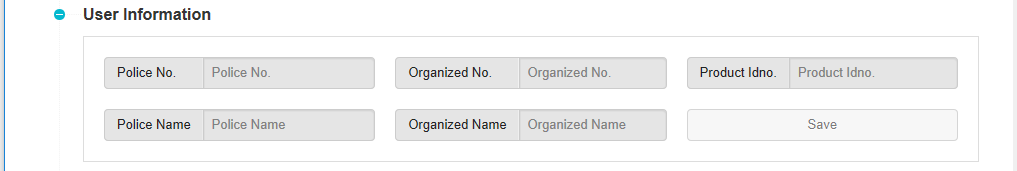 User Information
Police No. Police No. Organized No. Organized No. Product Idno. Product Idno.
Police Name Police Name Organized Name Organized Name Save